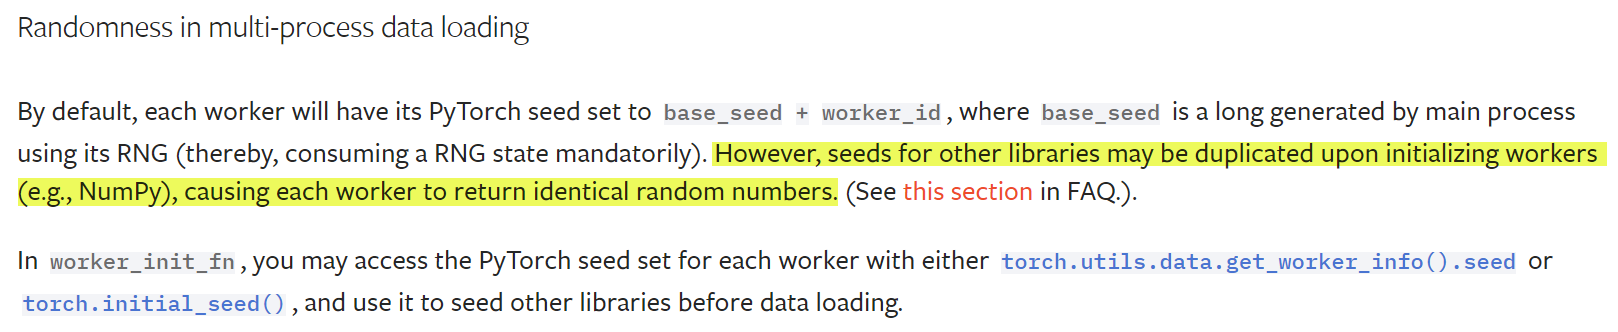 Randomness in multi-process data loading
By default, each worker will have its PyTorch seed set to base_seed + worker_id, where base_seed is a long generated by main process
using its RNG (thereby, consuming a RNG state mandatorily). However, seeds for other libraries may be duplicated upon initializing workers
(e.g., NumPy), causing each worker to return identical random numbers. (See this section in FAQ.).
In worker_init_fn, you may access the PyTorch seed set for each worker with either torch.utils.data.get_worker_info().seed or
torch.initial_seed(), and use it to seed other libraries before data loading.